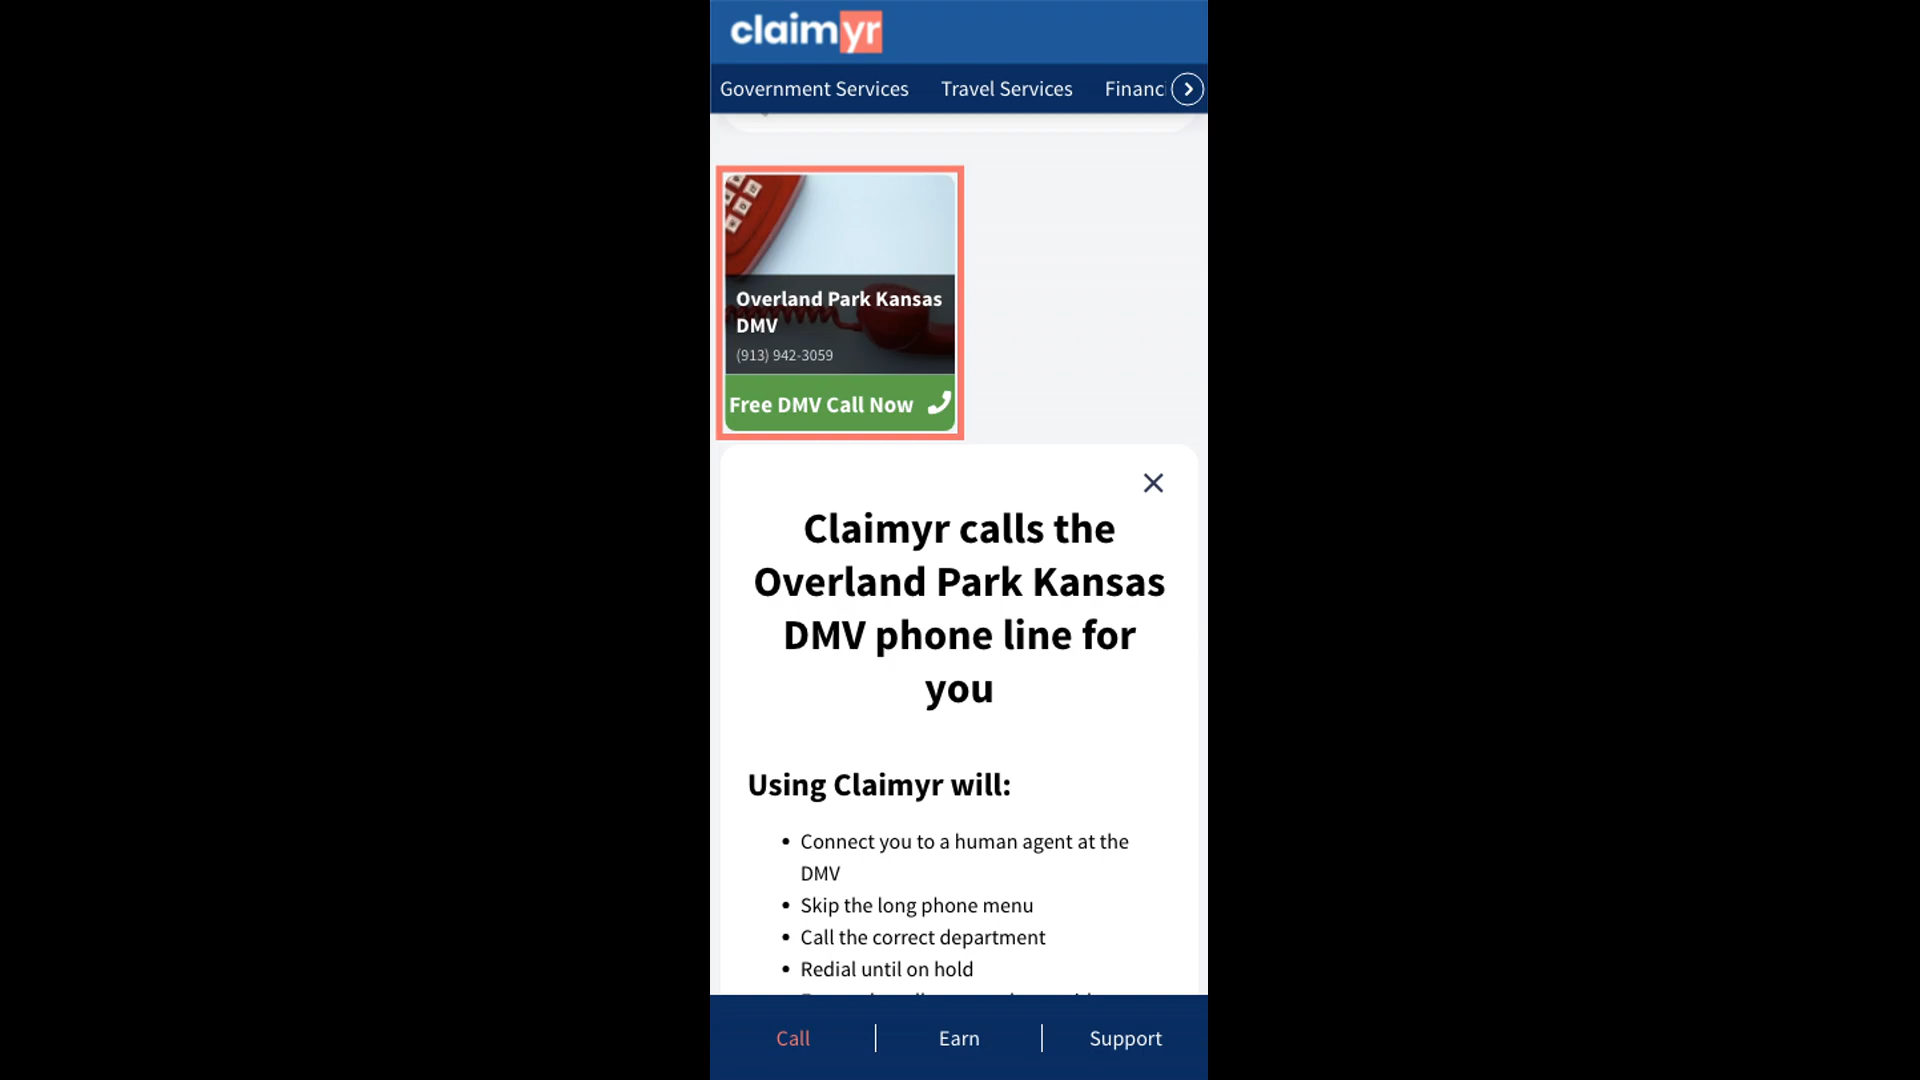 claimyr
Government Services Travel Services Financ
Overland Park Kansas
DMV
(913) 942-3059
Free DMV Call Now
Claimyr calls the
Overland Park Kansas
DMV phone line for
you
Using Claimyr will:
• Connect you to a human agent at the
DMV
• Skip the long phone menu
• Call the correct department
• Redial until on hold
Call | Earn | Support